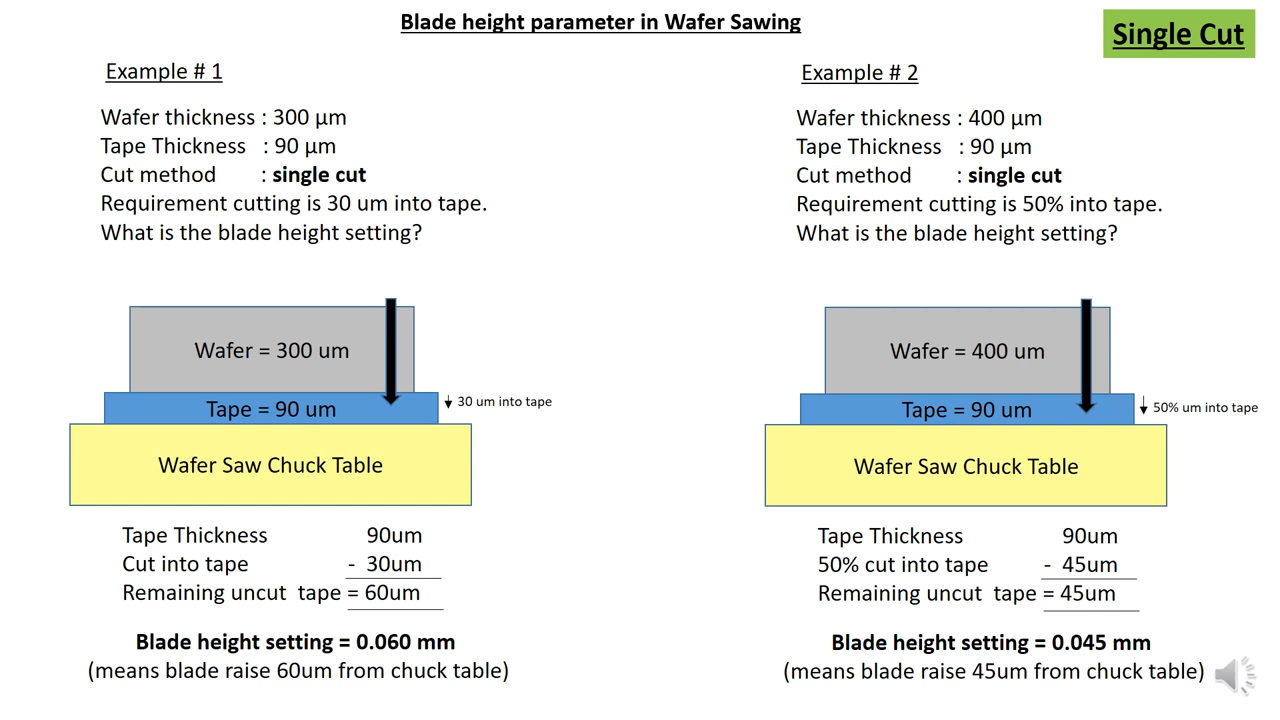 Blade height parameter in Wafer Sawing
Single Cut
Example # 1
Wafer thickness : 300 µm
Tape Thickness : 90 µm
Cut method : single cut
Requirement cutting is 30 um into tape.
What is the blade height setting?
Wafer = 300 um
Tape = 90 um
30 um into tape
Wafer Saw Chuck Table
Tape Thickness 90um
Cut into tape - 30um
Remaining uncut tape = 60um
Blade height setting = 0.060 mm
(means blade raise 60um from chuck table)
Example # 2
Wafer thickness : 400 µm
Tape Thickness : 90 µm
Cut method : single cut
Requirement cutting is 50% into tape.
What is the blade height setting?
Wafer = 400 um
Tape = 90 um
50% um into tape
Wafer Saw Chuck Table
Tape Thickness 90um
50% cut into tape - 45um
Remaining uncut tape = 45um
Blade height setting = 0.045 mm
(means blade raise 45um from chuck table)